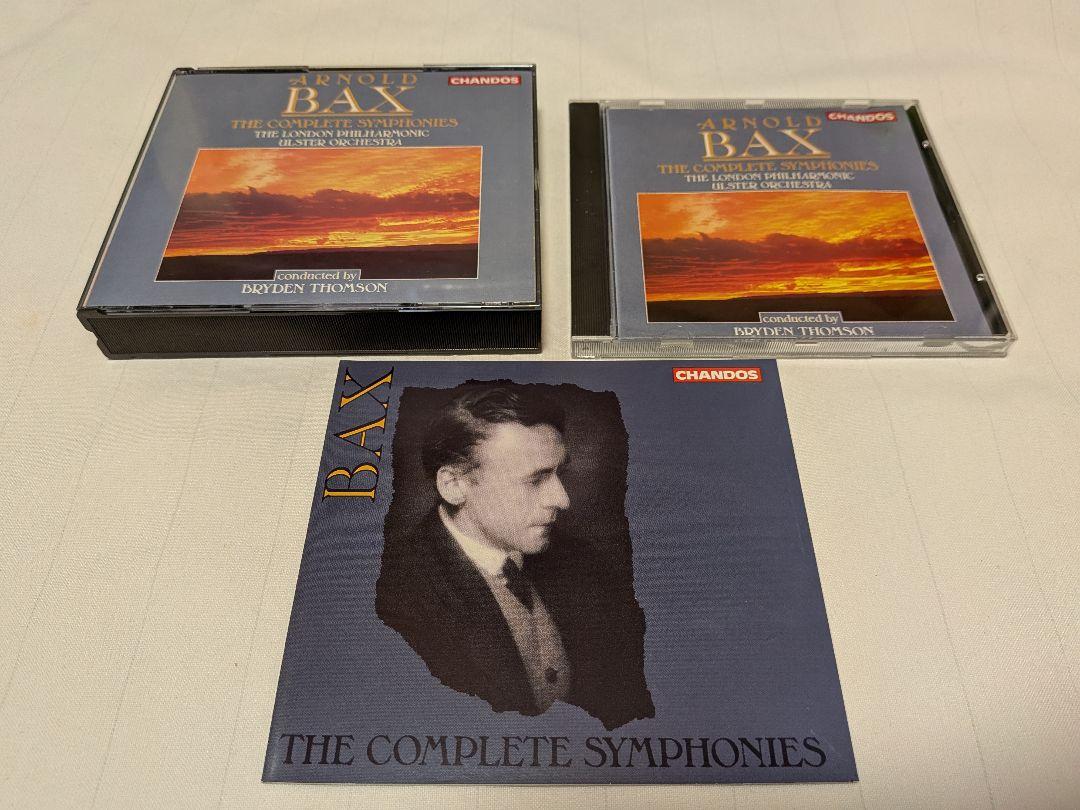 ARNOLD
BAX
CHANDOS
THE COMPLETE SYMPHONIES
THE LONDON PHILHARMONIC
ULSTER ORCHESTRA
conducted by
BRYDEN THOMSON
ARNOLD
BAX
CHANDOS
THE COMPLETE SYMPHONIES
THE LONDON PHILHARMONIC
ULSTER ORCHESTRA
conducted by
BRYDEN THOMSON
BAX
CHANDOS
THE COMPLETE SYMPHONIES